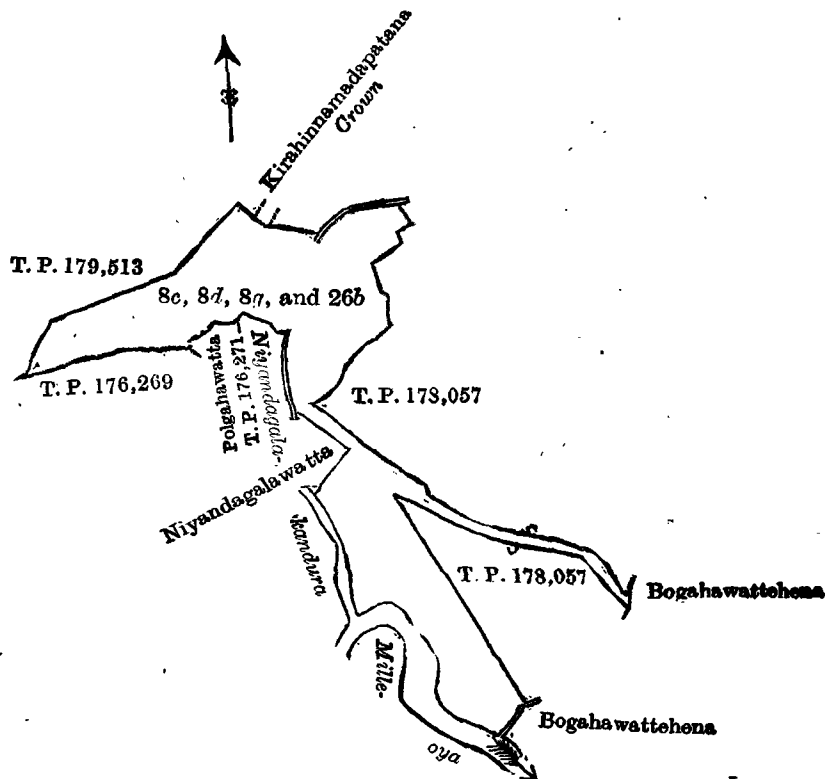 Kirahinnamadapatana
Crown
T. P. 179,513
8c, 8d, 8g, and 26b
T. P. 176,269
Polgahawatta
T. P. 176,271
Niyandagala-
T. P. 178,057
Niyandagalawatta
kandura
T. P. 178,057
Bogahawattehena
Mille-
oya
Bogahawattehena